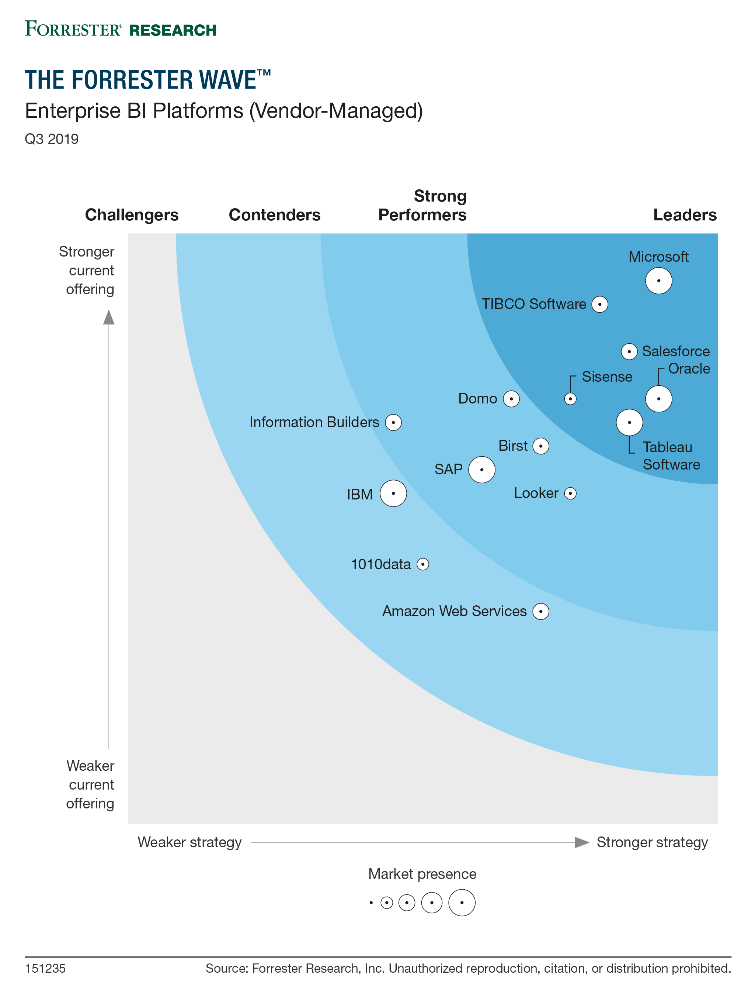 FORRESTER® RESEARCH
THE FORRESTER WAVE™
Enterprise BI Platforms (Vendor-Managed)
Q3 2019
Challengers
Contenders
Strong
Performers
Leaders
Stronger
current
offering
Microsoft
TIBCO Software
Salesforce
Oracle
Sisense
Domo
Information Builders
Birst
Tableau
Software
SAP
Looker
IBM
1010data
Amazon Web Services
Weaker
current
offering
Weaker strategy
Stronger strategy
Market presence
151235
Source: Forrester Research, Inc. Unauthorized reproduction, citation, or distribution prohibited.